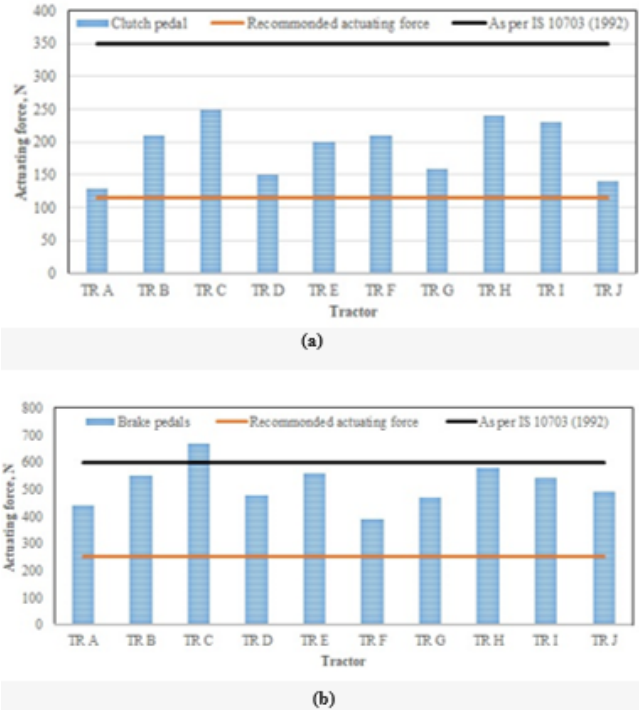 400
Clutch pedal
Recommonded actuating force
As per IS 10703 (1992)
350
300
250
200
150
100
50
0
Actuating force, N
TR A TR B TR C TR D TR E TR F TR G TR H TR I TR J
Tractor
(a)
800
Brake pedals
Recommonded actuating force
As per IS 10703 (1992)
700
600
500
400
300
200
100
0
Actuating force, N
TR A TR B TR C TR D TR E TR F TR G TR H TR I TR J
Tractor
(b)